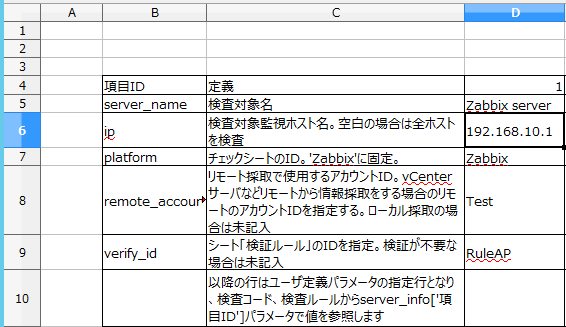 A B C D
1
2
3
4 項目ID 定義 1
5 server_name 検査対象名 Zabbix server
6 ip 検査対象監視ホスト名。空白の場合は全ホスト
を検査 192.168.10.1
7 platform チェックシートのID。'Zabbix'に固定。 Zabbix
8 remote_accour リモート採取で使用するアカウントID。vCenter
サーバなどリモートから情報採取をする場合のリ
モートのアカウントIDを指定する。ローカル採取の場
合は未記入 Test
9 verify_id シート「検証ルール」のIDを指定。検証が不要な
場合は未記入 RuleAP
10 以降の行はユーザ定義パラメータの指定行となり
、検査コード、検査ルールからserver_info['項
目ID']パラメータで値を参照します